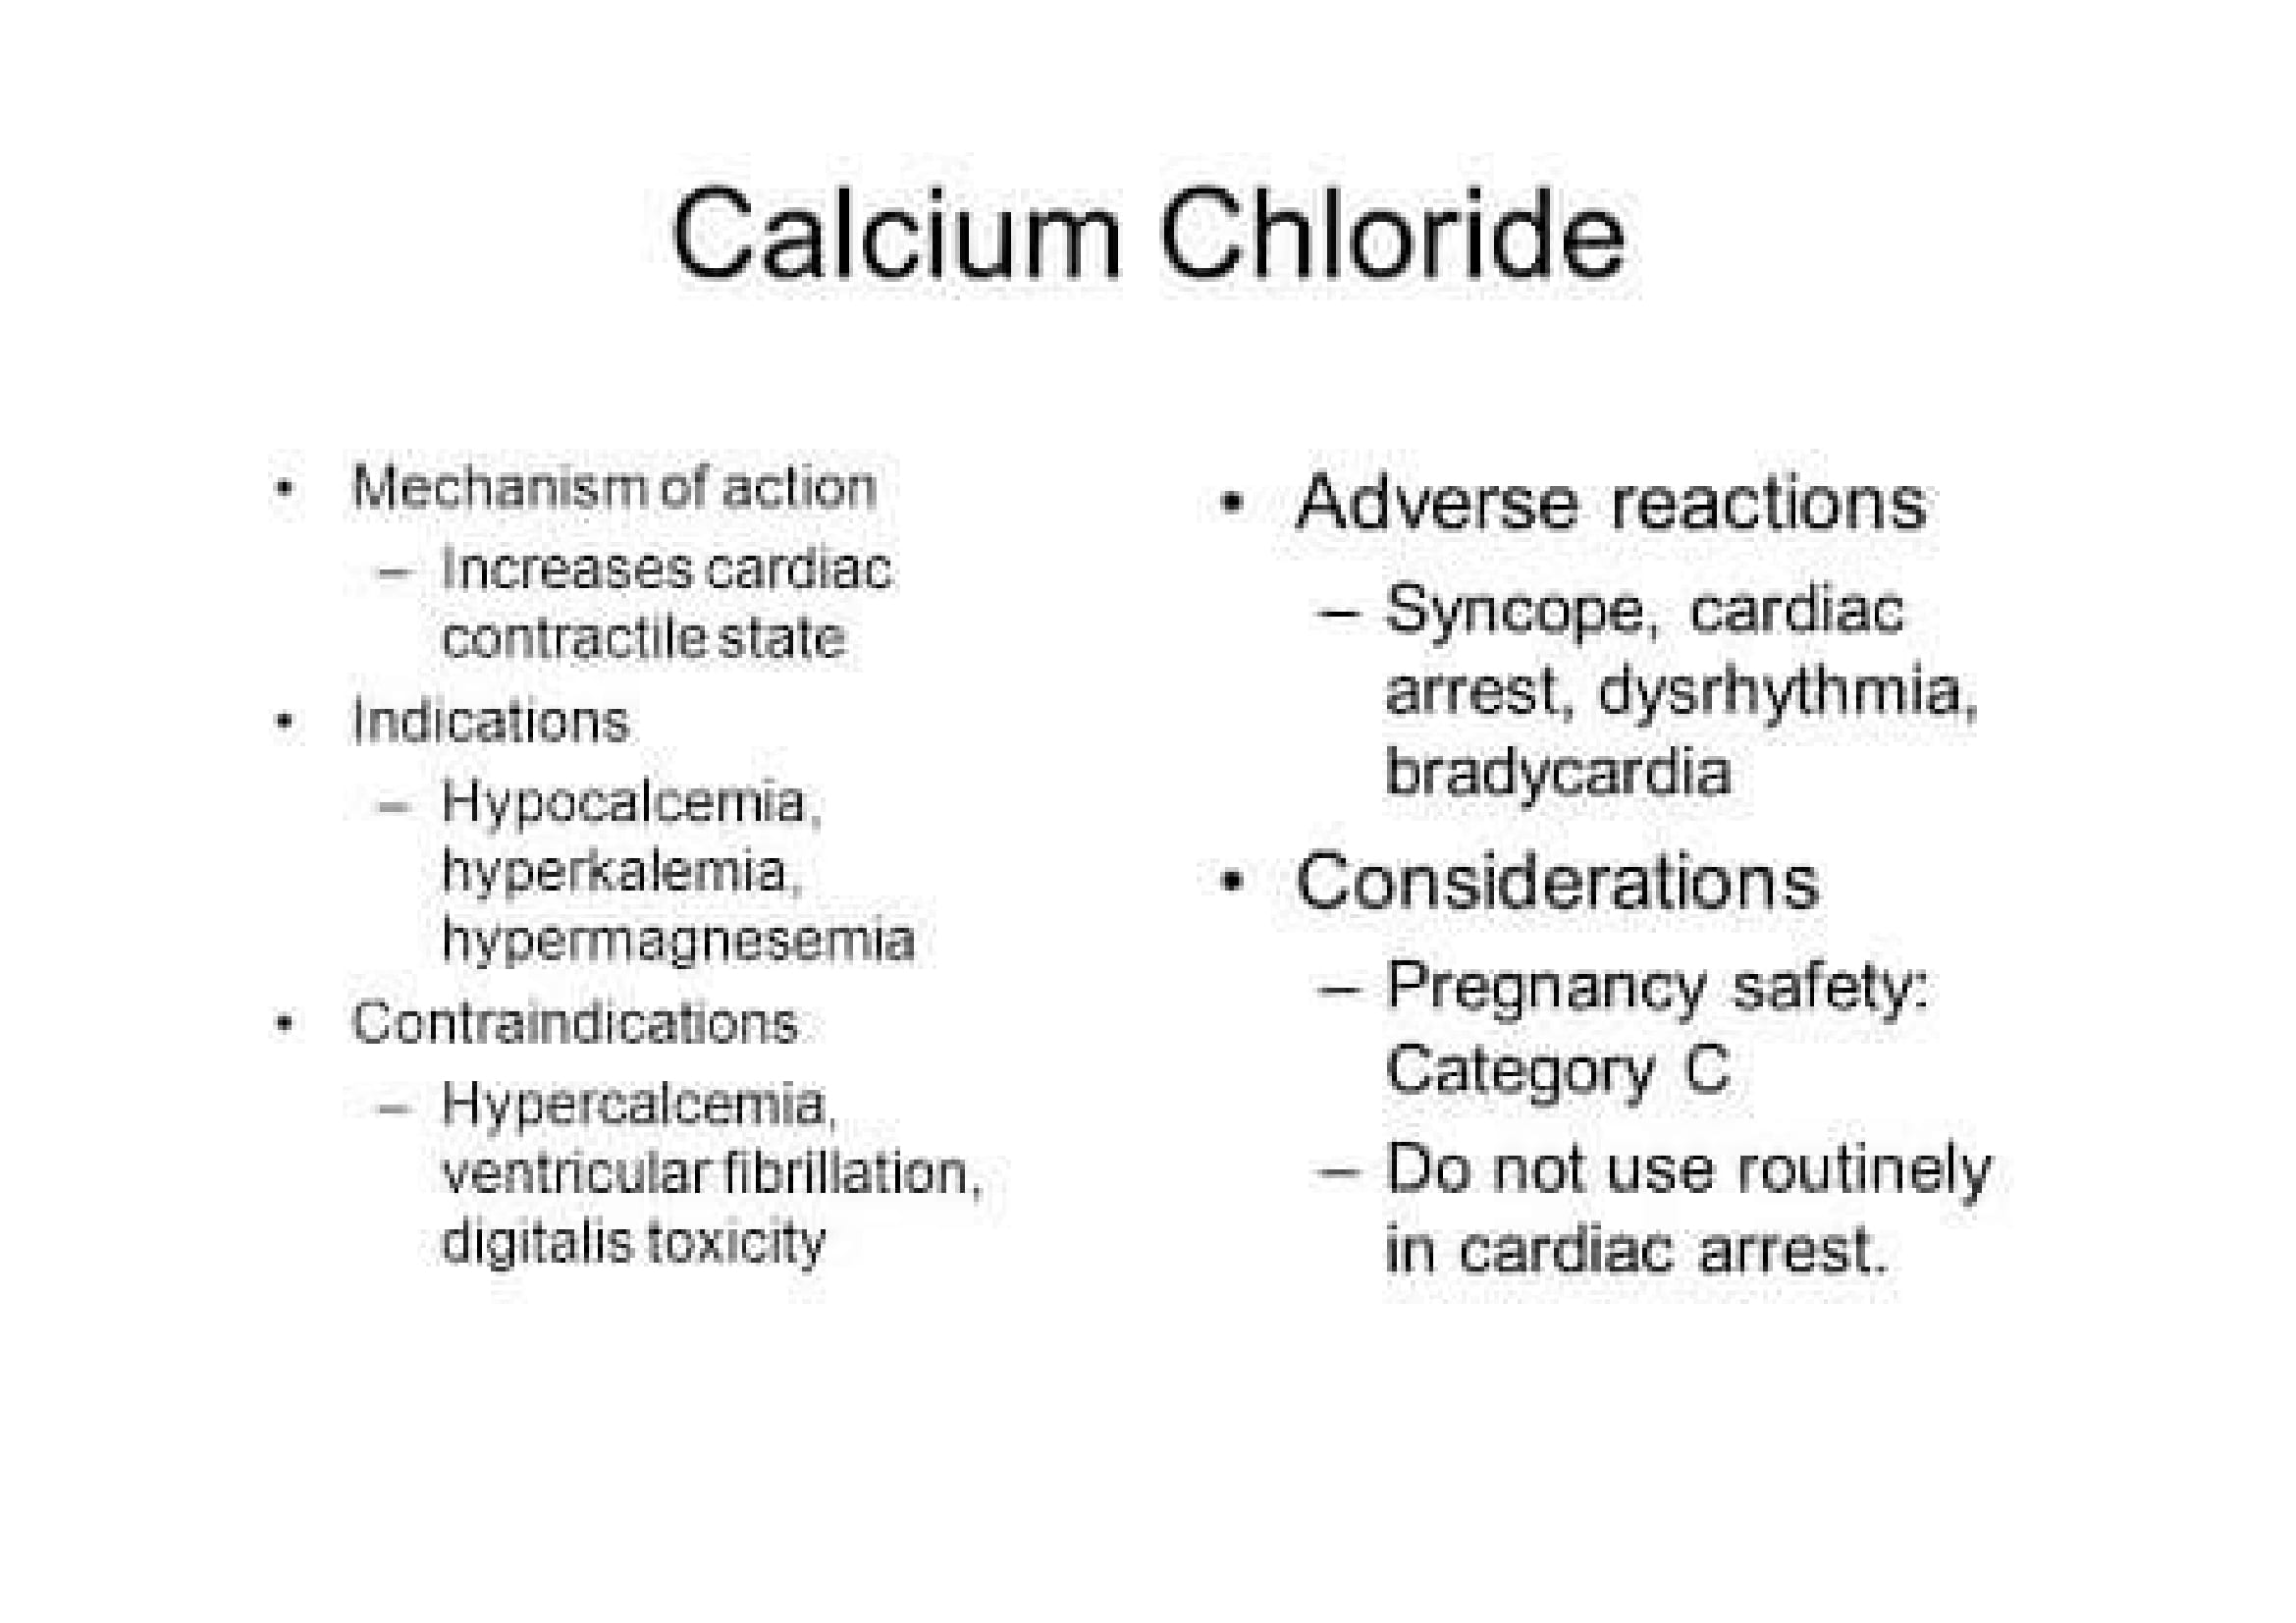 Calcium Chloride
• Mechanism of action
– Increases cardiac
contractile state
• Indications
– Hypocalcemia,
hyperkalemia,
hypermagnesemia
• Contraindications
– Hypercalcemia,
ventricular fibrillation,
digitalis toxicity
• Adverse reactions
– Syncope, cardiac
arrest, dysrhythmia,
bradycardia
• Considerations
– Pregnancy safety:
Category C
– Do not use routinely
in cardiac arrest.